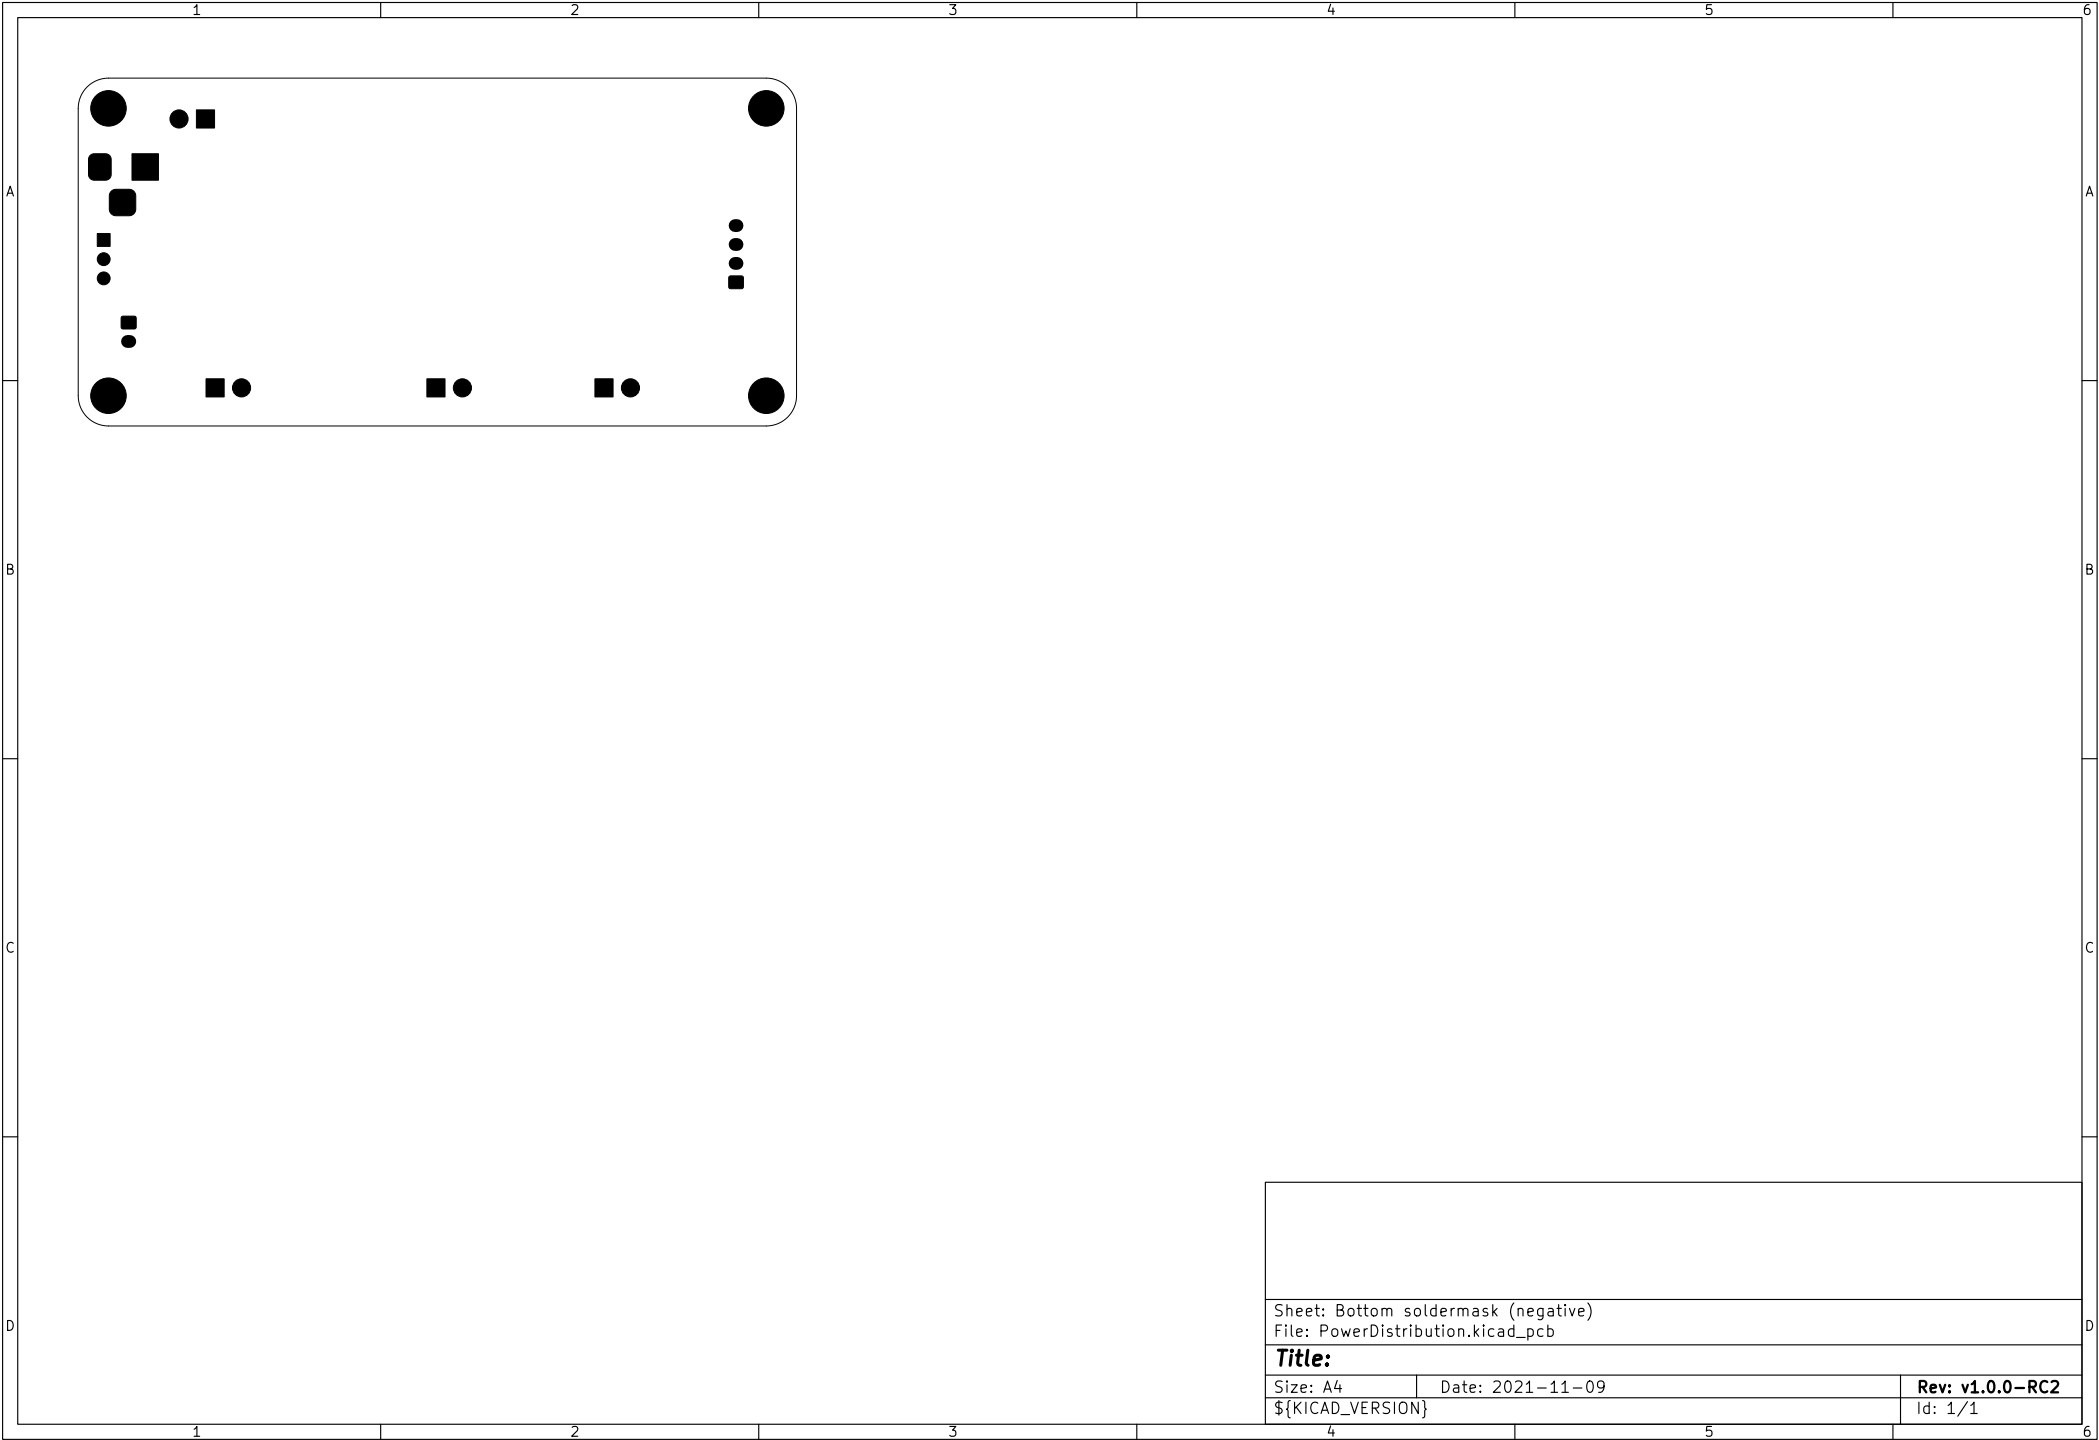 1 2 3 4 5 6
A A
B B
C C
D D
Sheet: Bottom soldermask (negative)
File: PowerDistribution.kicad_pcb
Title:
Size: A4 Date: 2021-11-09 Rev: v1.0.0-RC2
${KICAD_VERSION} Id: 1/1
1 2 3 4 5 6